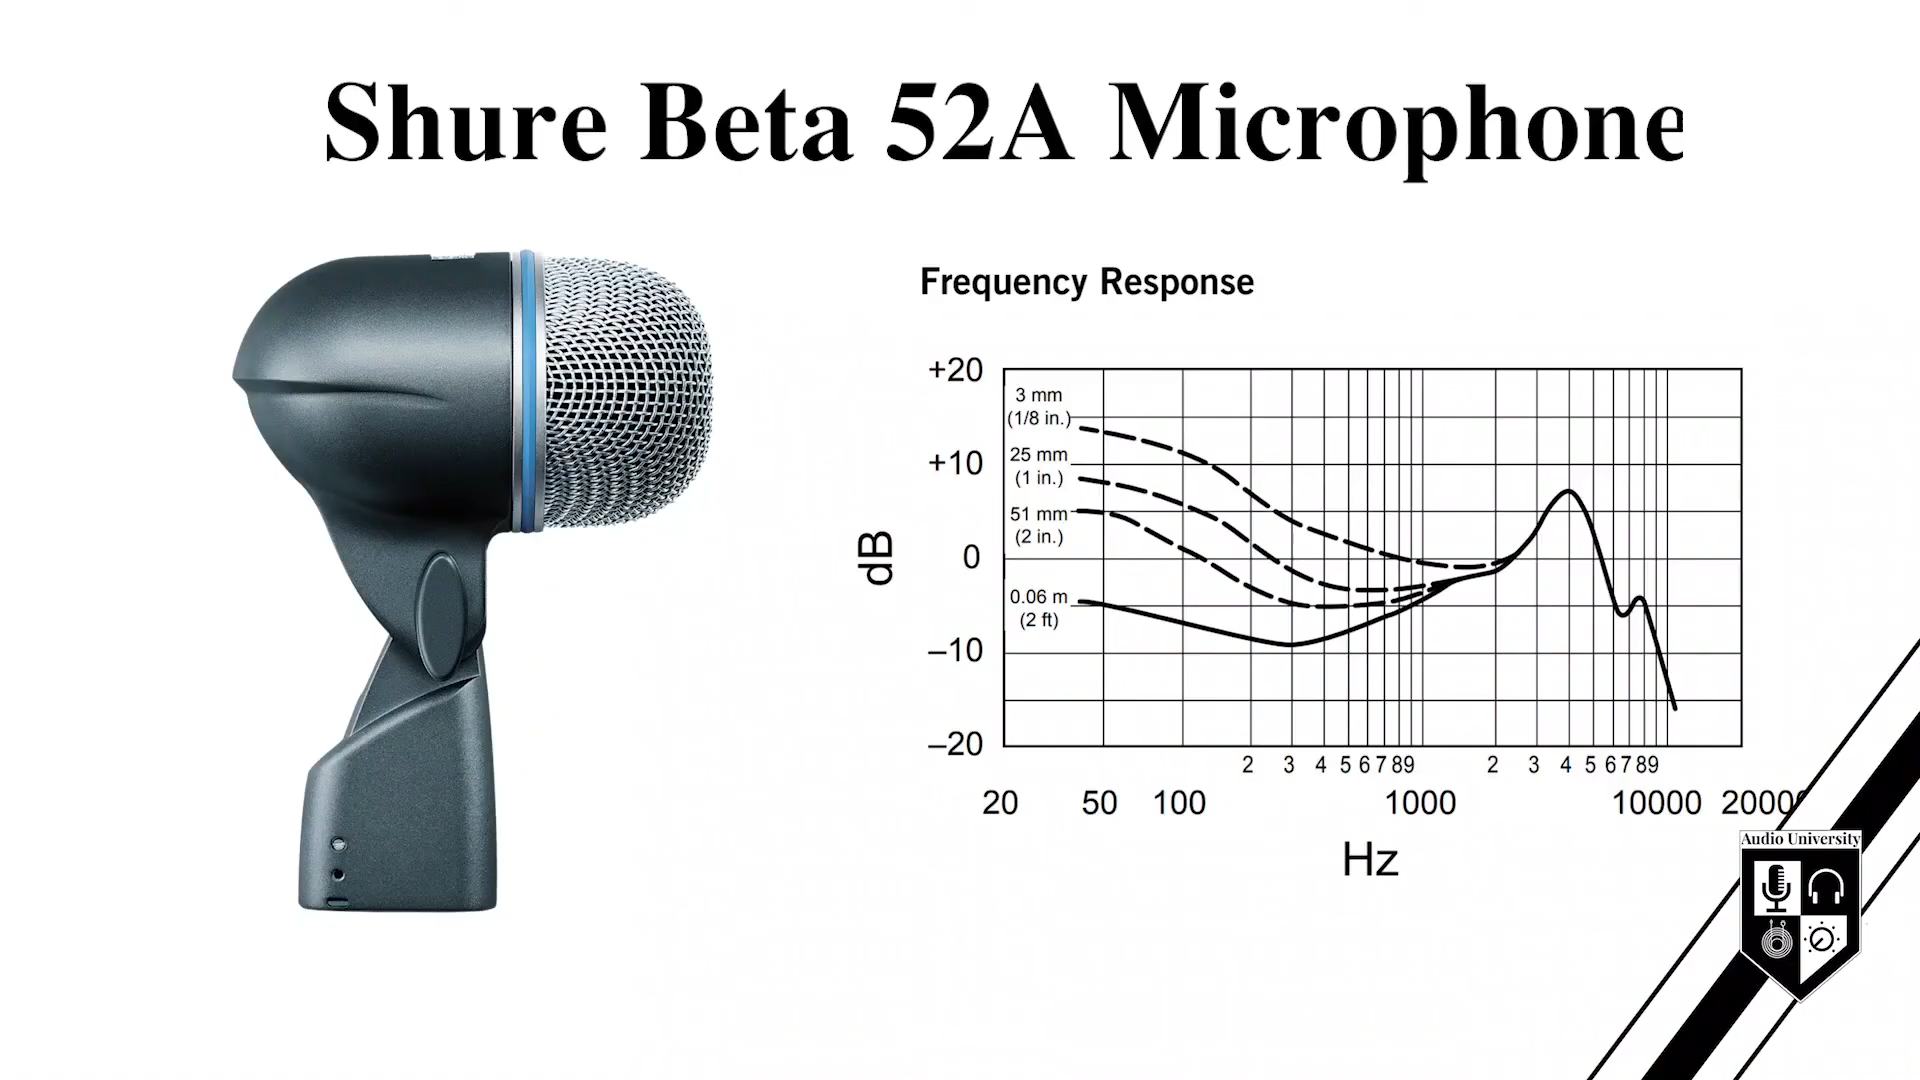 Shure Beta 52A Microphone
Frequency Response
+20
+10
0
–10
–20
dB
3 mm
(1/8 in.)
25 mm
(1 in.)
51 mm
(2 in.)
0.06 m
(2 ft)
2 3 4 5 6 7 8 9 2 3 4 5 6 7 8 9
20 50 100 1000 10000 20000
Hz
Audio University